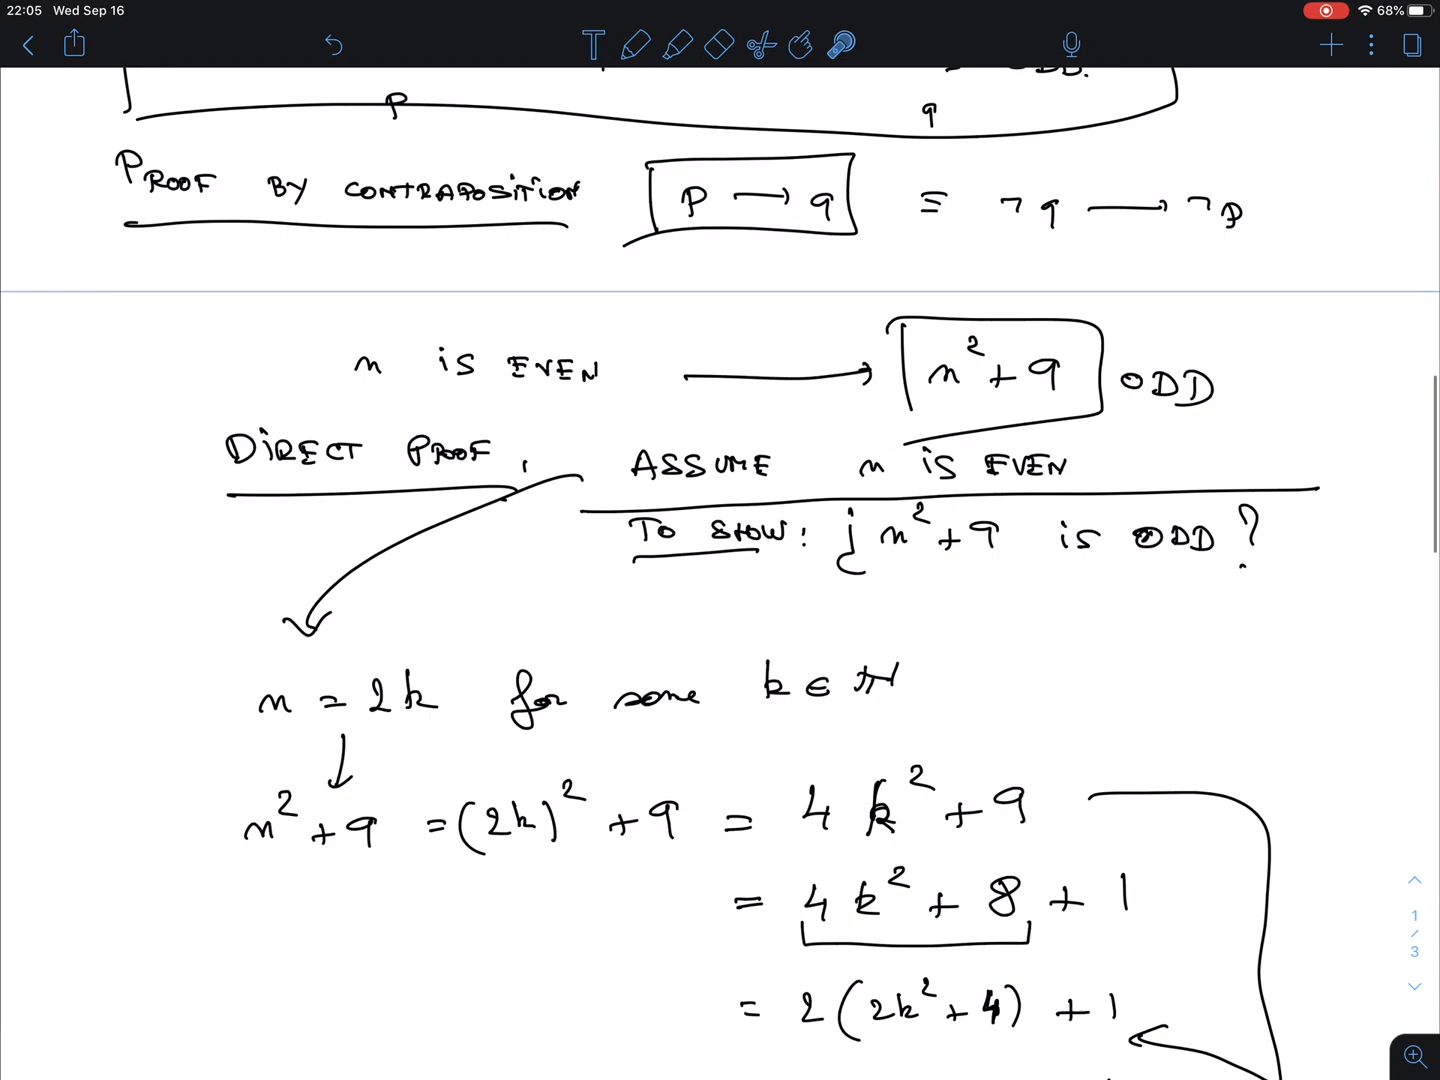 22:05 Wed Sep 16 68%
T
ODD.
P q
PROOF BY CONTRAPOSITION P → q ≡ ¬q → ¬P
n is EVEN → n² + 9 ODD
DiRECT PROOF, ASSUME n is EVEN
TO SHOW: ¿ n² + 9 is ODD?
n = 2k for some k ∈ ℕ
n² + 9 = (2k)² + 9 = 4k² + 9
= 4k² + 8 + 1
= 2(2k² + 4) + 1
1
/
3